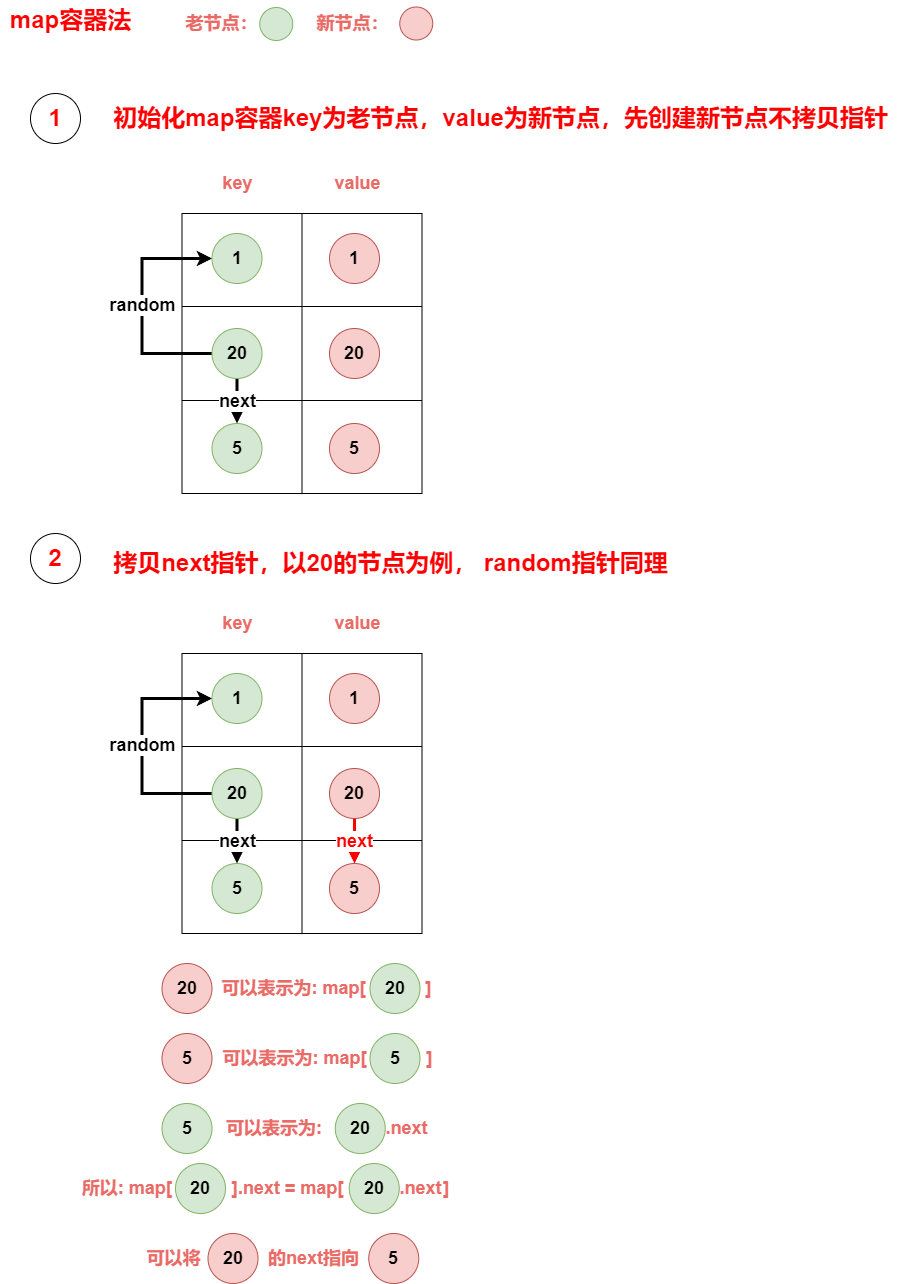 map容器法 老节点： 新节点：
1 初始化map容器key为老节点，value为新节点，先创建新节点不拷贝指针
key value
1 1
random
20 20
next
5 5
2 拷贝next指针，以20的节点为例， random指针同理
key value
1 1
random
20 20
next next
5 5
20 可以表示为: map[ 20 ]
5 可以表示为: map[ 5 ]
5 可以表示为: 20 .next
所以: map[ 20 ].next = map[ 20 .next]
可以将 20 的next指向 5